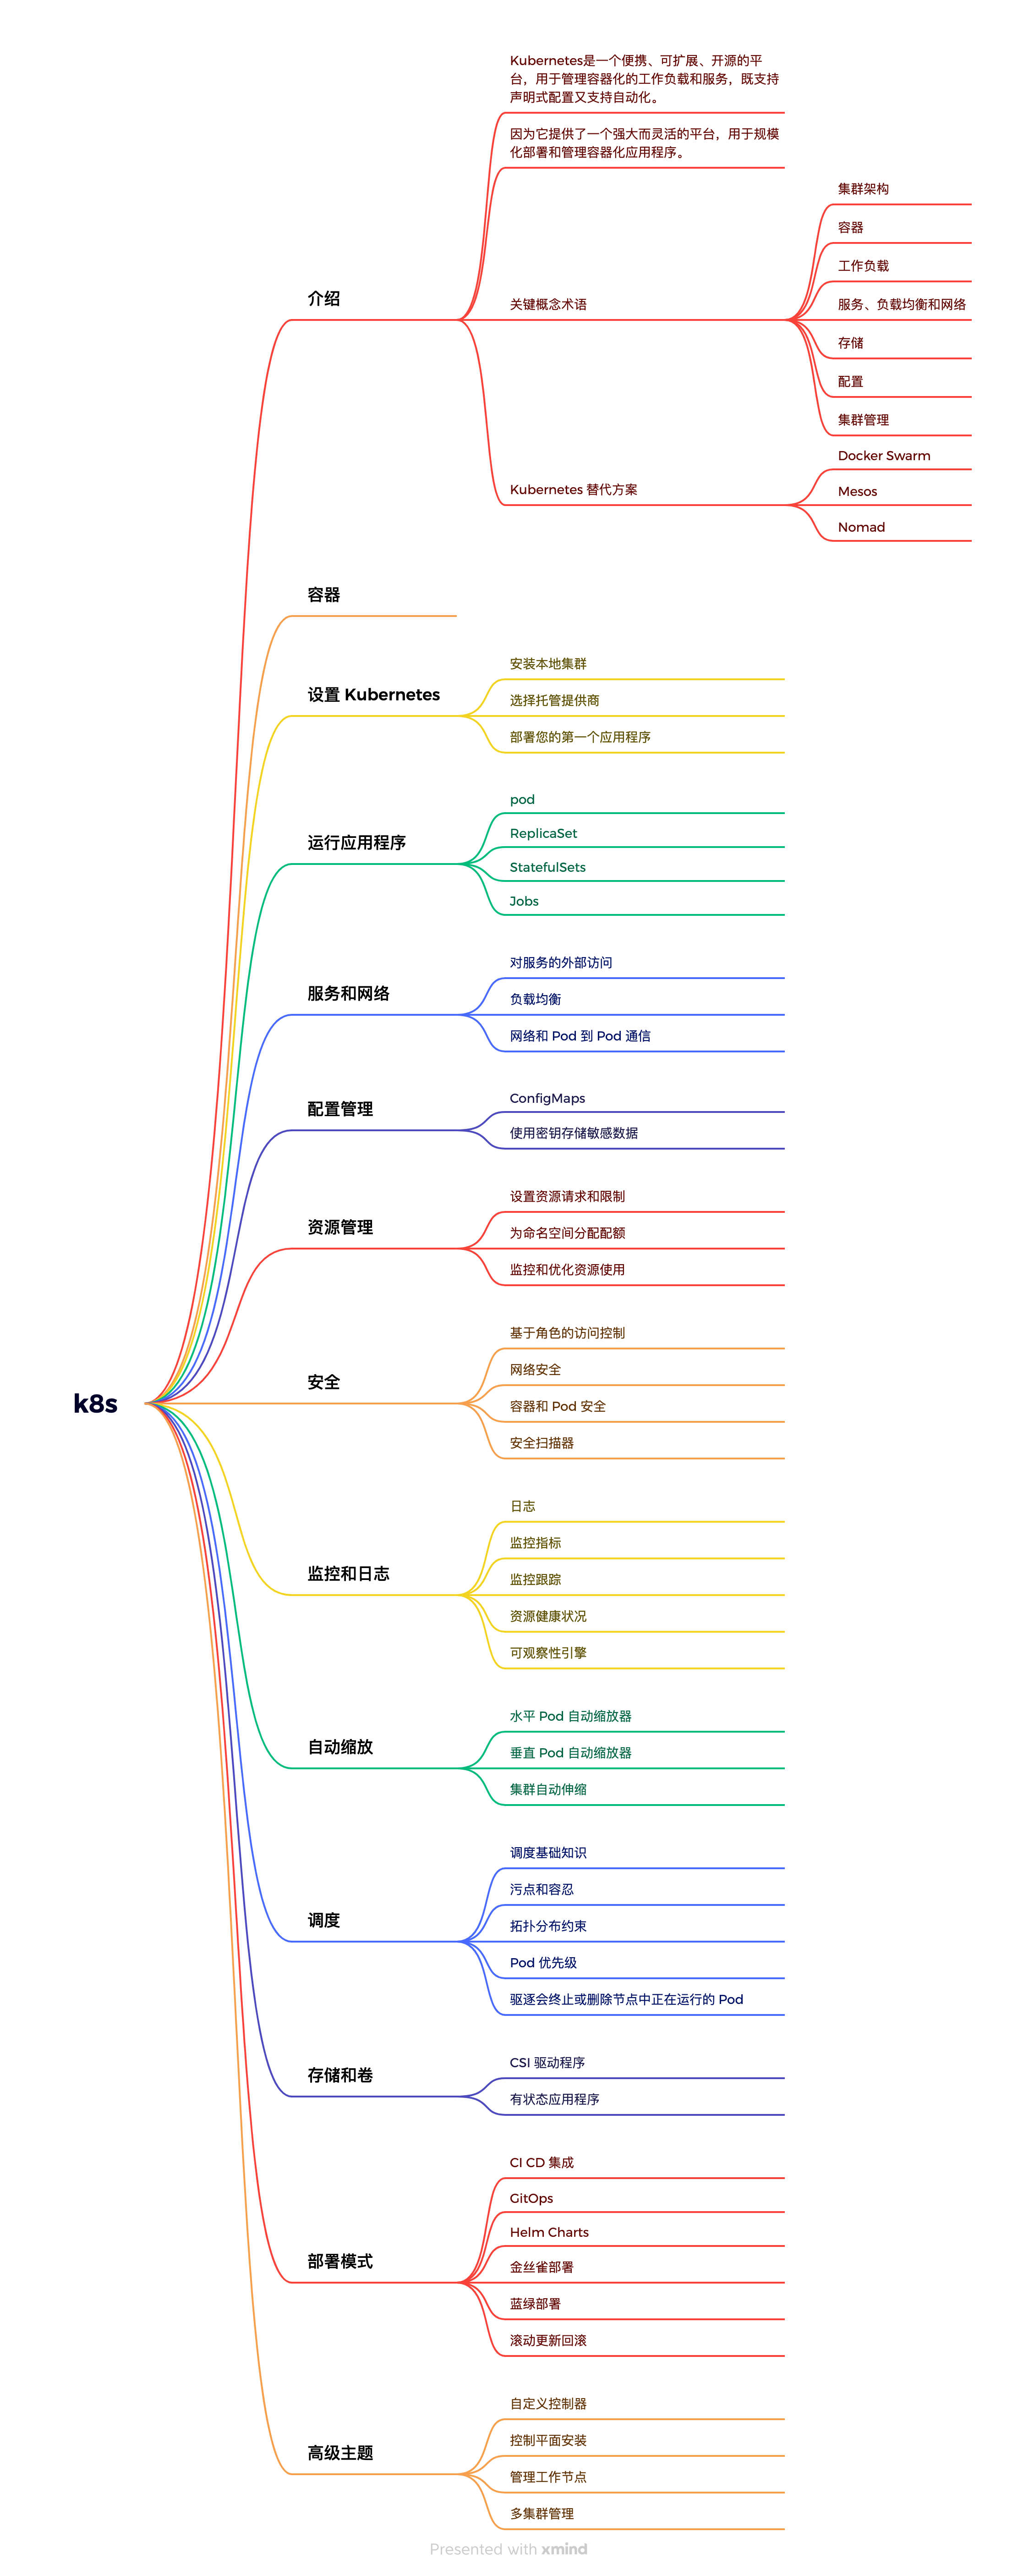 k8s
介绍
Kubernetes是一个便携、可扩展、开源的平
台，用于管理容器化的工作负载和服务，既支持
声明式配置又支持自动化。
因为它提供了一个强大而灵活的平台，用于规模
化部署和管理容器化应用程序。
关键概念术语
集群架构
容器
工作负载
服务、负载均衡和网络
存储
配置
集群管理
Kubernetes 替代方案
Docker Swarm
Mesos
Nomad
容器
设置 Kubernetes
安装本地集群
选择托管提供商
部署您的第一个应用程序
运行应用程序
pod
ReplicaSet
StatefulSets
Jobs
服务和网络
对服务的外部访问
负载均衡
网络和 Pod 到 Pod 通信
配置管理
ConfigMaps
使用密钥存储敏感数据
资源管理
设置资源请求和限制
为命名空间分配配额
监控和优化资源使用
安全
基于角色的访问控制
网络安全
容器和 Pod 安全
安全扫描器
监控和日志
日志
监控指标
监控跟踪
资源健康状况
可观察性引擎
自动缩放
水平 Pod 自动缩放器
垂直 Pod 自动缩放器
集群自动伸缩
调度
调度基础知识
污点和容忍
拓扑分布约束
Pod 优先级
驱逐会终止或删除节点中正在运行的 Pod
存储和卷
CSI 驱动程序
有状态应用程序
部署模式
CI CD 集成
GitOps
Helm Charts
金丝雀部署
蓝绿部署
滚动更新回滚
高级主题
自定义控制器
控制平面安装
管理工作节点
多集群管理
Presented with xmind